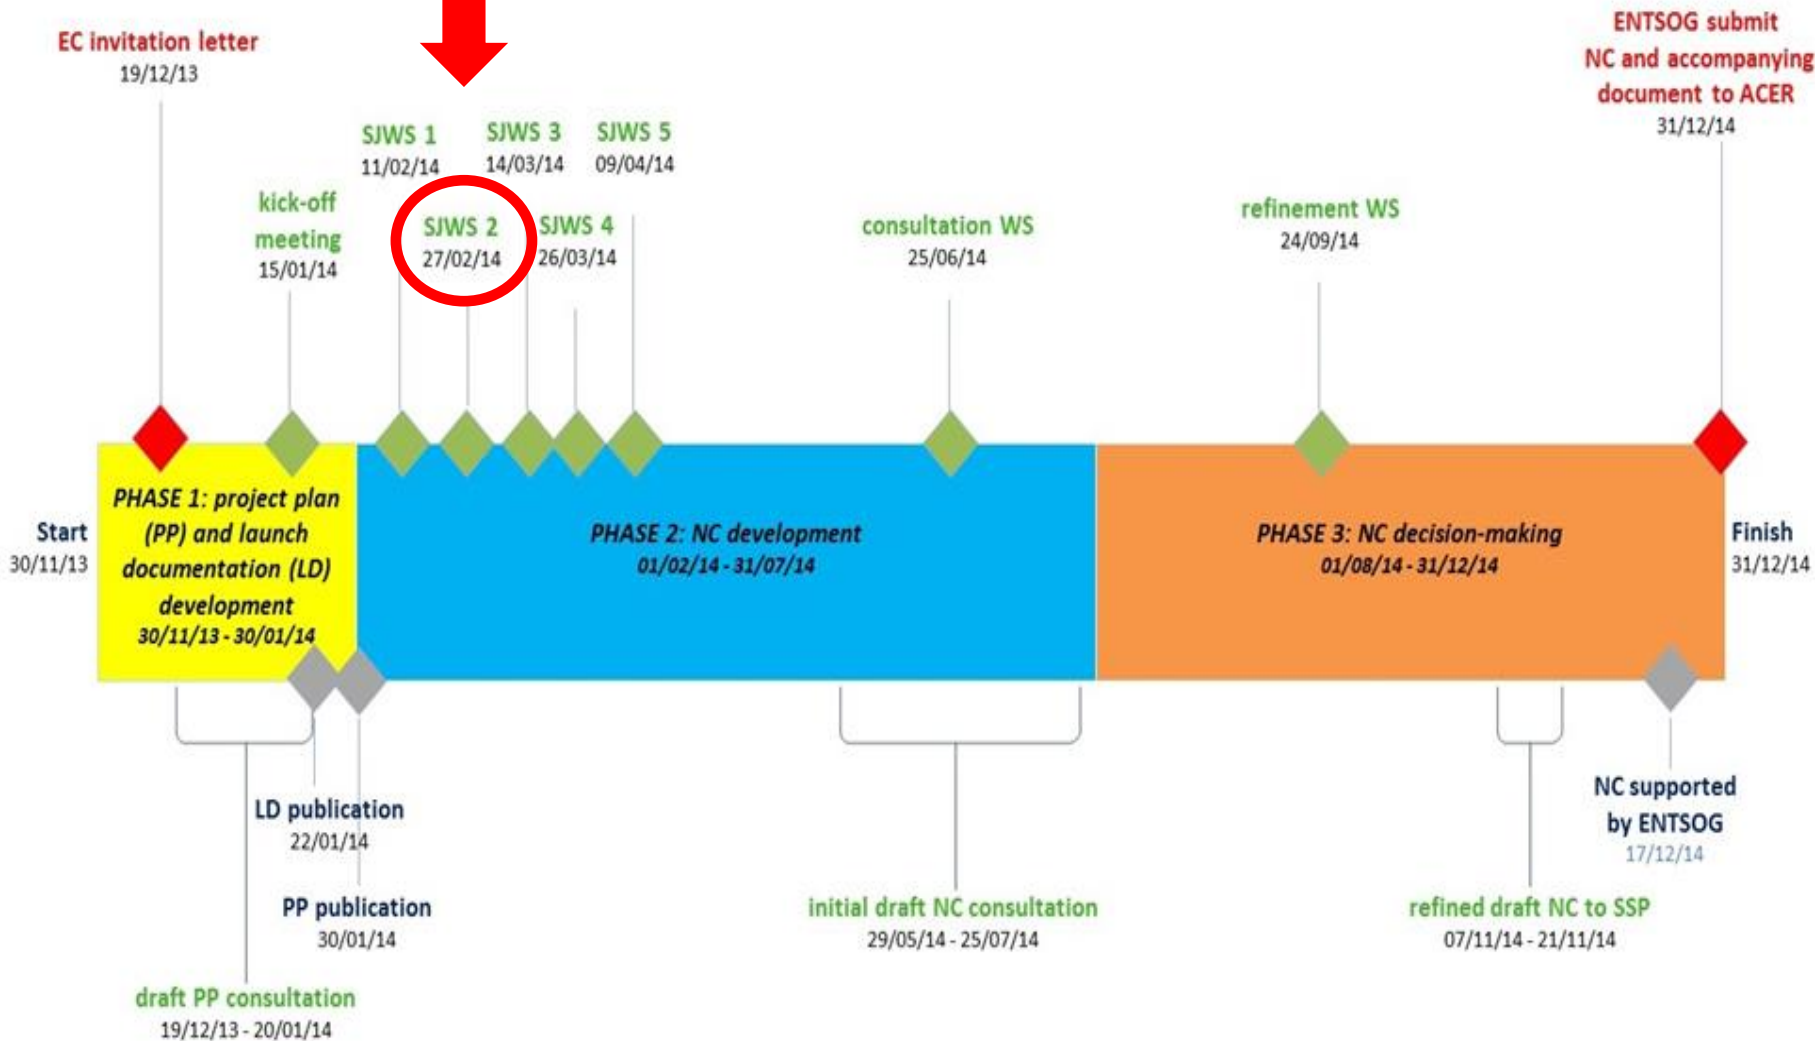 EC invitation letter
19/12/13
kick-off
meeting
15/01/14
SJWS 1
11/02/14
SJWS 2
27/02/14
SJWS 3
14/03/14
SJWS 4
26/03/14
SJWS 5
09/04/14
consultation WS
25/06/14
refinement WS
24/09/14
ENTSOG submit
NC and accompanying
document to ACER
31/12/14
Start
30/11/13
PHASE 1: project plan
(PP) and launch
documentation (LD)
development
30/11/13 - 30/01/14
PHASE 2: NC development
01/02/14 - 31/07/14
PHASE 3: NC decision-making
01/08/14 - 31/12/14
Finish
31/12/14
LD publication
22/01/14
PP publication
30/01/14
draft PP consultation
19/12/13 - 20/01/14
initial draft NC consultation
29/05/14 - 25/07/14
refined draft NC to SSP
07/11/14 - 21/11/14
NC supported
by ENTSOG
17/12/14